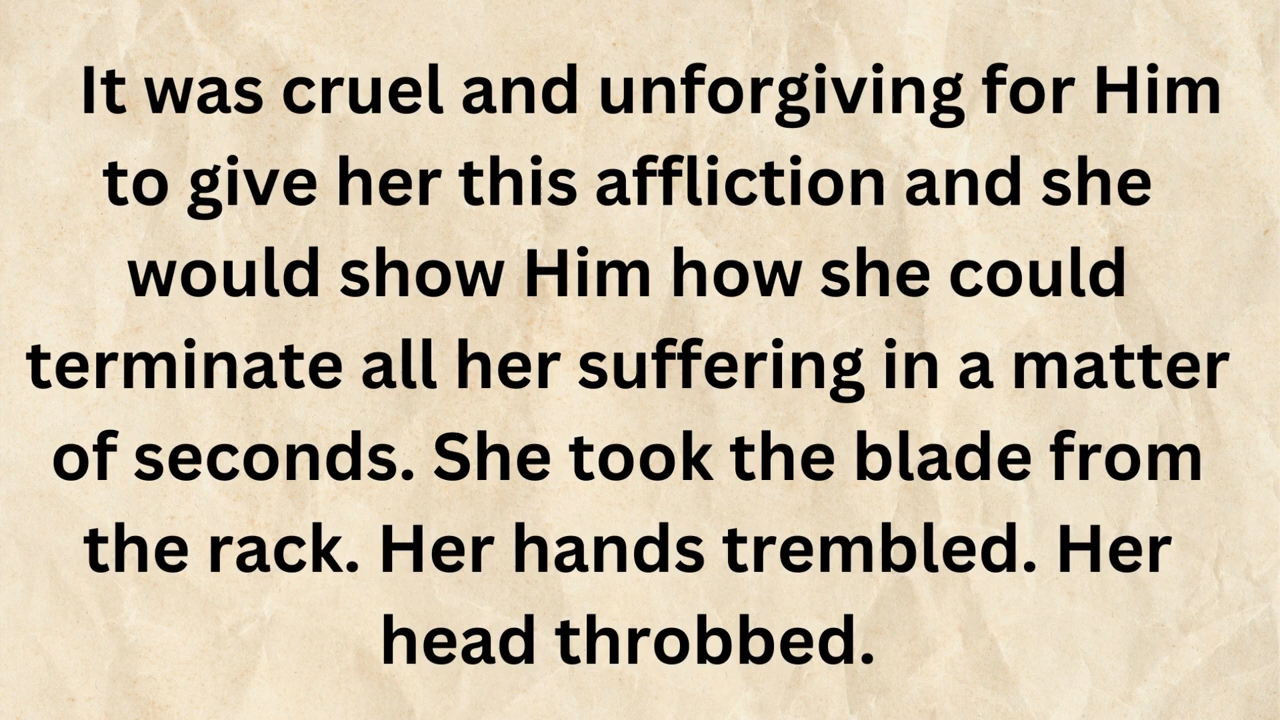 It was cruel and unforgiving for Him
to give her this affliction and she
would show Him how she could
terminate all her suffering in a matter
of seconds. She took the blade from
the rack. Her hands trembled. Her
head throbbed.